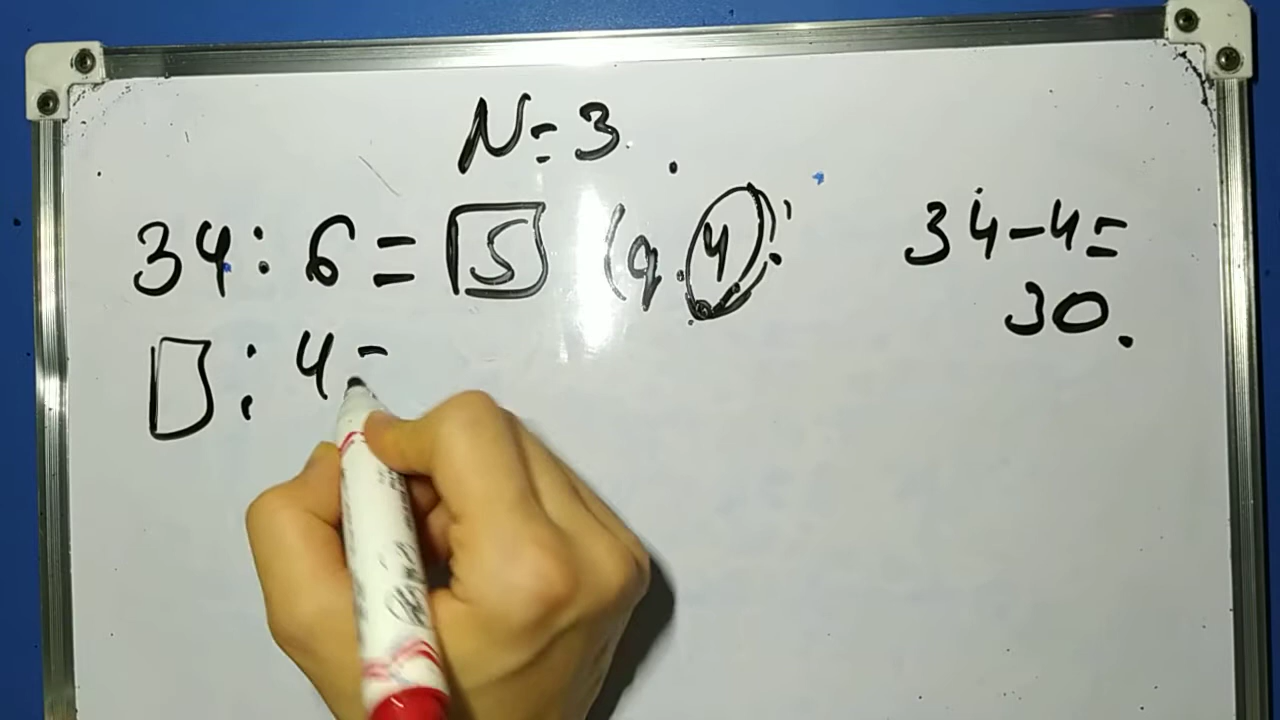 N=3.
34:6=5 (q.4)
34-4=
30.
□:4=